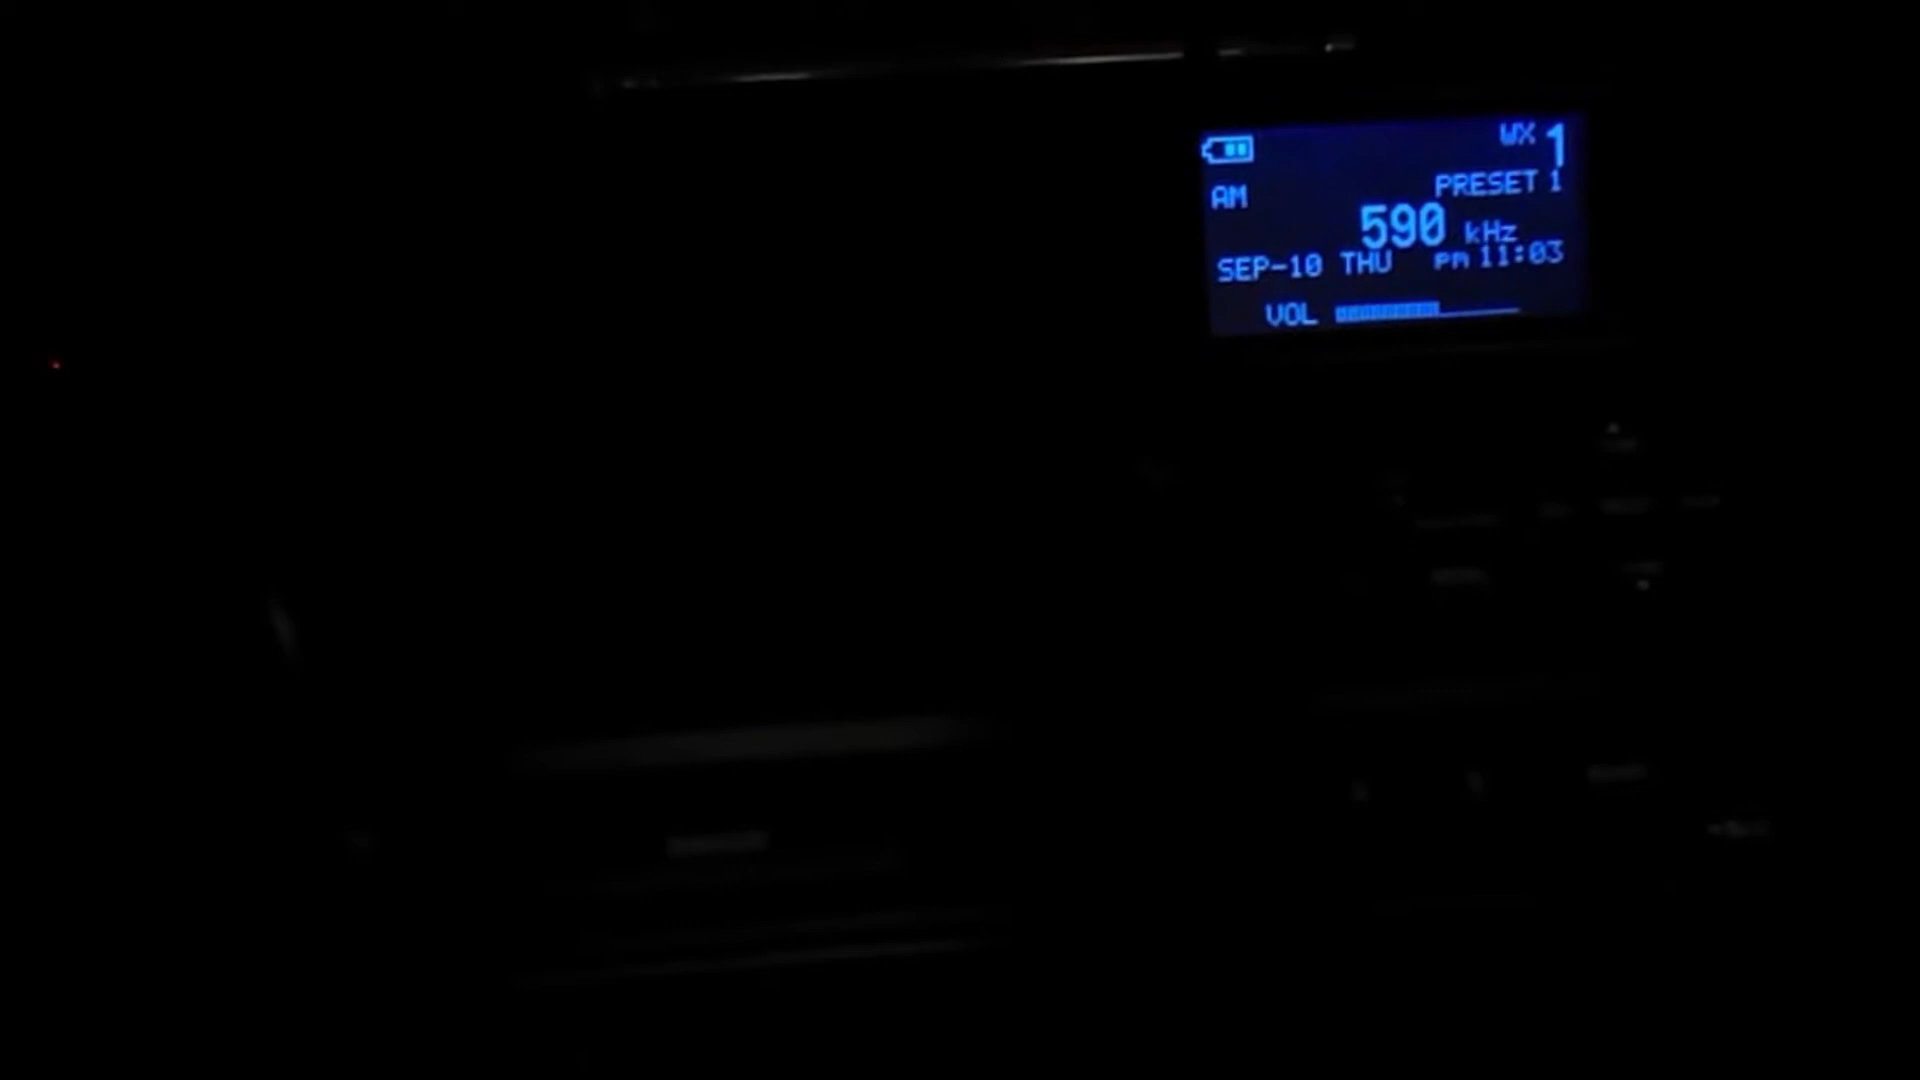 WX 1
PRESET 1
AM
590 kHz
SEP-10 THU PM 11:03
VOL